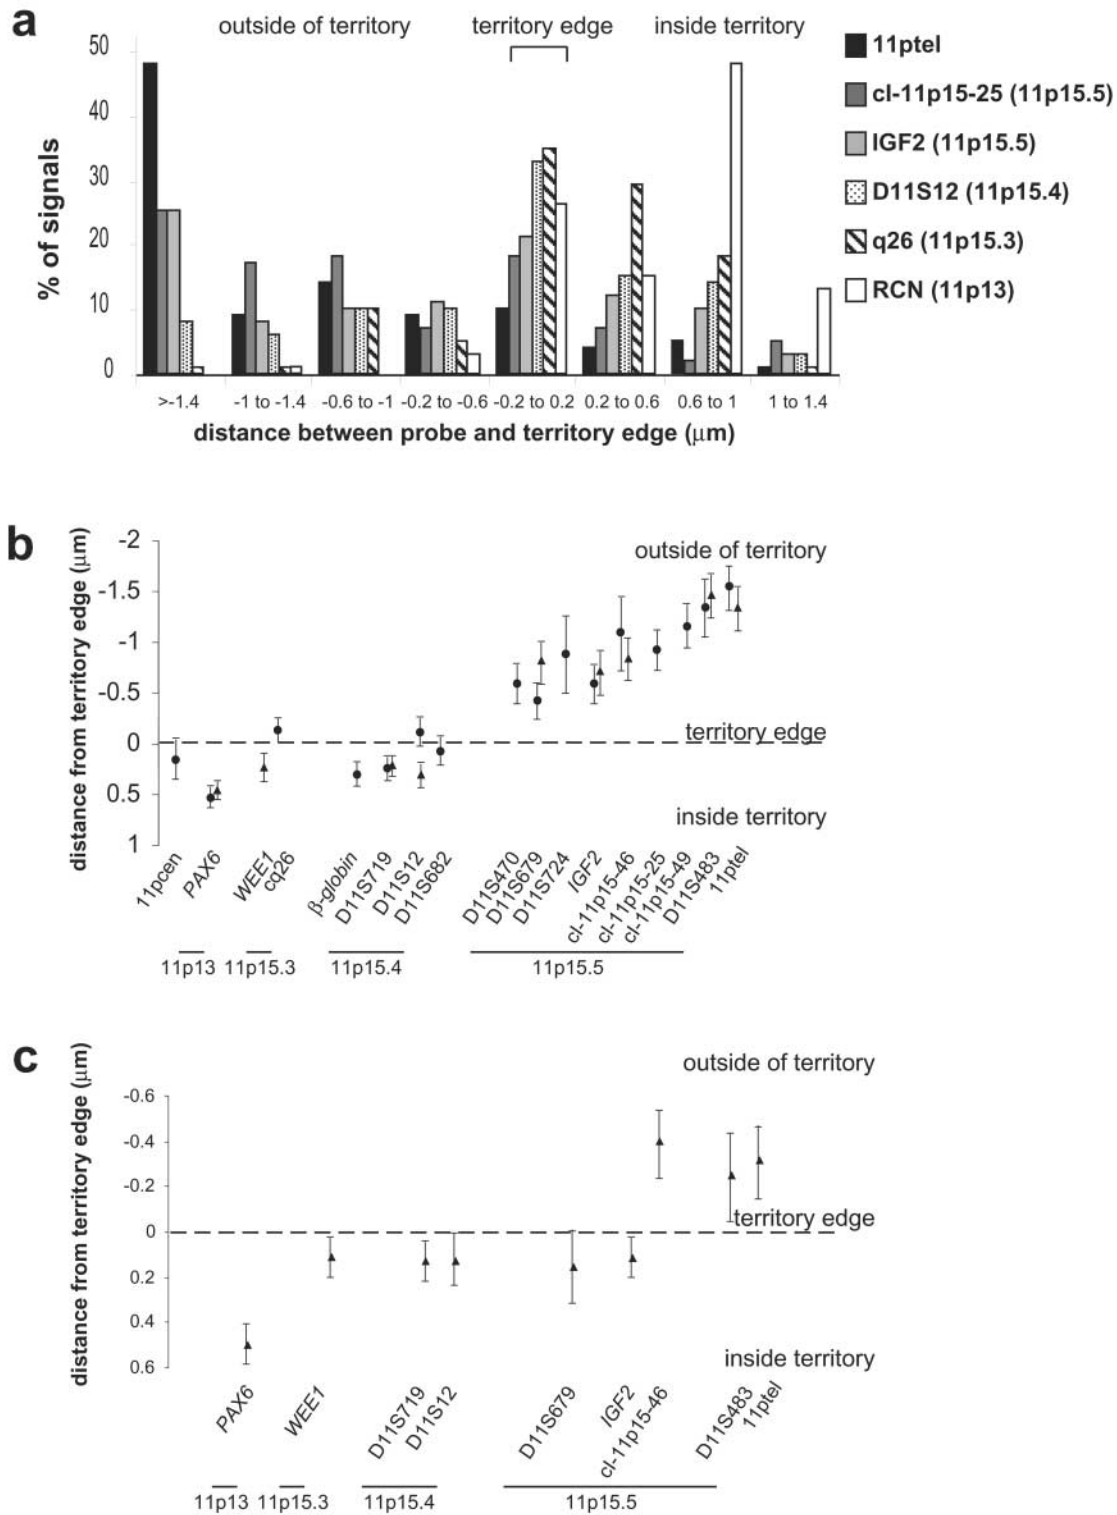 a
outside of territory
territory edge
inside territory
50
40
30
20
10
0
% of signals
>-1.4
-1 to -1.4
-0.6 to -1
-0.2 to -0.6
-0.2 to 0.2
0.2 to 0.6
0.6 to 1
1 to 1.4
distance between probe and territory edge (µm)
11ptel
cl-11p15-25 (11p15.5)
IGF2 (11p15.5)
D11S12 (11p15.4)
q26 (11p15.3)
RCN (11p13)
b
distance from territory edge (µm)
-2
-1.5
-1
-0.5
0
0.5
1
outside of territory
territory edge
inside territory
11pcen
PAX6
WEE1
cq26
β-globin
D11S719
D11S12
D11S682
D11S470
D11S679
D11S724
IGF2
cl-11p15-46
cl-11p15-25
cl-11p15-49
D11S483
11ptel
11p13
11p15.3
11p15.4
11p15.5
c
distance from territory edge (µm)
-0.6
-0.4
-0.2
0
0.2
0.4
0.6
outside of territory
territory edge
inside territory
PAX6
WEE1
D11S719
D11S12
D11S679
IGF2
cl-11p15-46
D11S483
11ptel
11p13
11p15.3
11p15.4
11p15.5